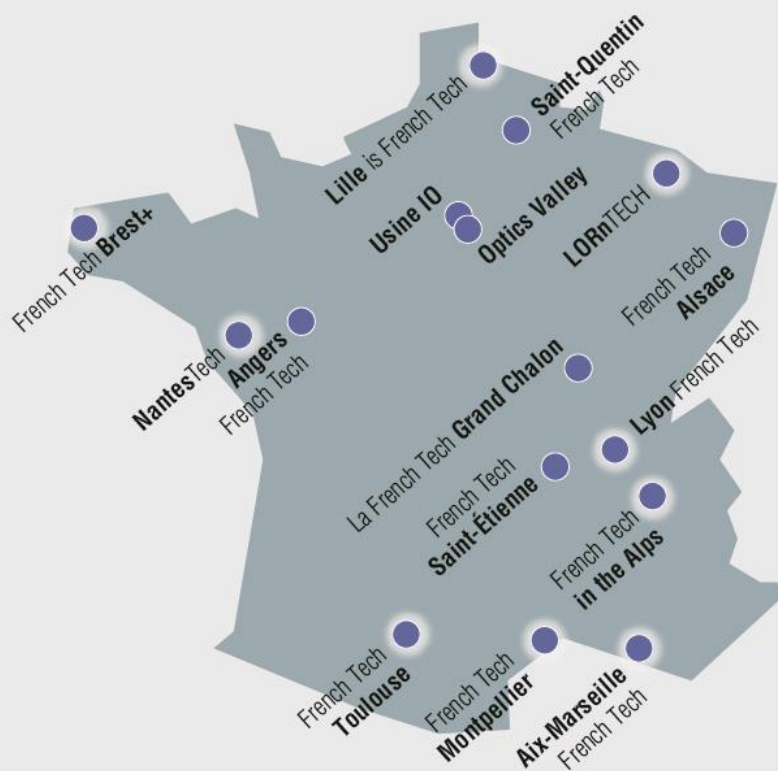 Lille is French Tech
Saint-Quentin
French Tech
Usine IO
Optics Valley
LORnTECH
French Tech
Alsace
French Tech Brest+
NantesTech
Angers
French Tech
La French Tech Grand Chalon
Lyon French Tech
French Tech
Saint-Étienne
French Tech
in the Alps
French Tech
Toulouse
French Tech
Montpellier
Aix-Marseille
French Tech